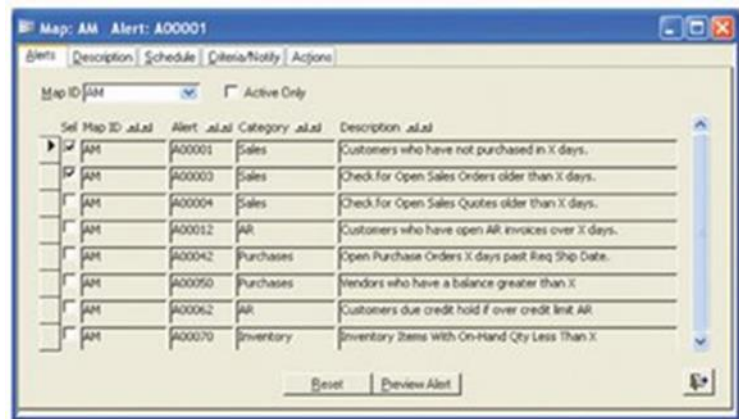 Map: AM Alert: A00001
Alerts Description Schedule Criteria/Notify Actions
Map ID AM Active Only
Sel Map ID Alert Category Description
AM A00001 Sales Customers who have not purchased in X days.
AM A00003 Sales Check for Open Sales Orders older than X days.
AM A00004 Sales Check for Open Sales Quotes older than X days.
AM A00012 AR Customers who have open AR invoices over X days.
AM A00042 Purchases Open Purchase Orders X days past Req Ship Date.
AM A00050 Purchases Vendors who have a balance greater than X
AM A00062 AR Customers due credit hold if over credit limit AR
AM A00070 Inventory Inventory Items With On-Hand Qty Less Than X
Reset Preview Alert